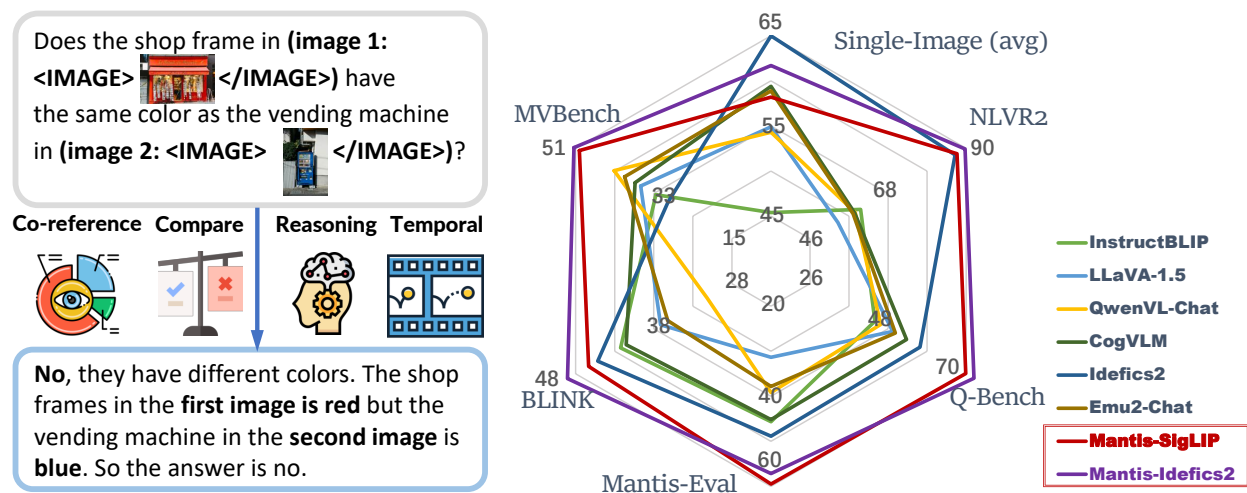 Does the shop frame in (image 1:
<IMAGE> </IMAGE>) have
the same color as the vending machine
in (image 2: <IMAGE> </IMAGE>)?
Co-reference Compare Reasoning Temporal
No, they have different colors. The shop
frames in the first image is red but the
vending machine in the second image is
blue. So the answer is no.
65
Single-Image (avg)
MVBench
NLVR2
51
55
90
33
68
45
15
46
28
26
20
38
48
48
40
70
BLINK
Q-Bench
60
Mantis-Eval
InstructBLIP
LLaVA-1.5
QwenVL-Chat
CogVLM
Idefics2
Emu2-Chat
Mantis-SigLIP
Mantis-Idefics2